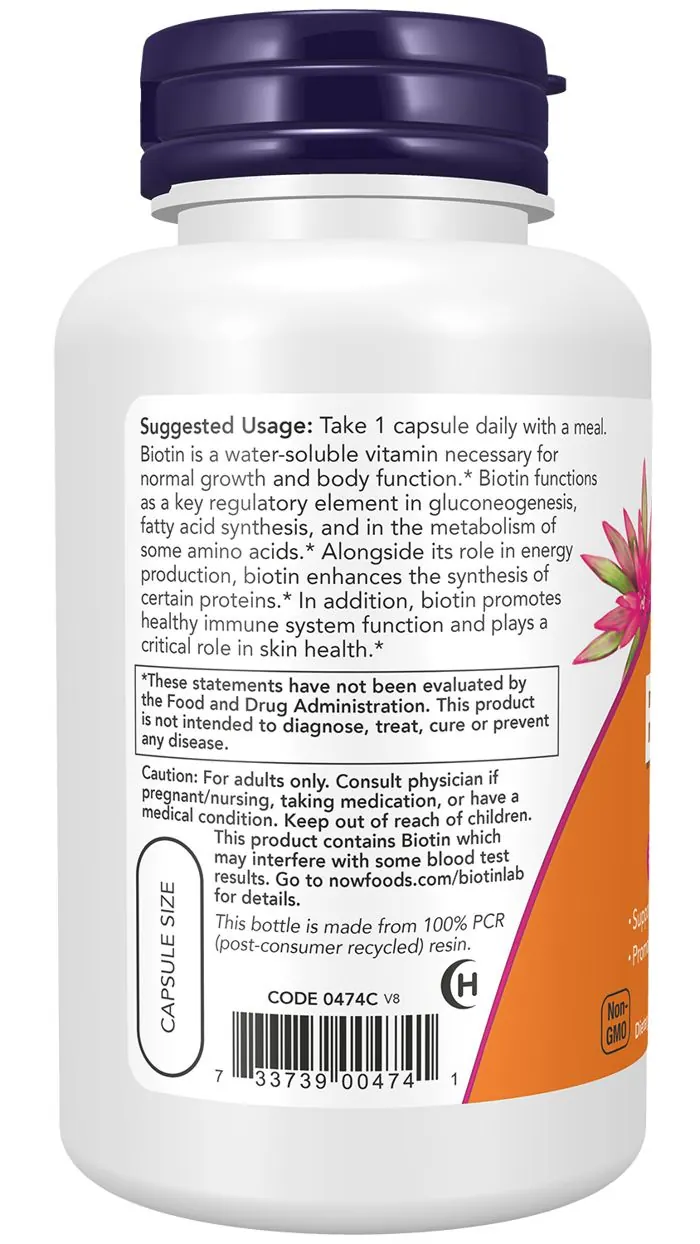 Suggested Usage: Take 1 capsule daily with a meal.
Biotin is a water-soluble vitamin necessary for
normal growth and body function.* Biotin functions
as a key regulatory element in gluconeogenesis,
fatty acid synthesis, and in the metabolism of
some amino acids.* Alongside its role in energy
production, biotin enhances the synthesis of
certain proteins.* In addition, biotin promotes
healthy immune system function and plays a
critical role in skin health.*
*These statements have not been evaluated by
the Food and Drug Administration. This product
is not intended to diagnose, treat, cure or prevent
any disease.
Caution: For adults only. Consult physician if
pregnant/nursing, taking medication, or have a
medical condition. Keep out of reach of children.
This product contains Biotin which
may interfere with some blood test
results. Go to nowfoods.com/biotinlab
for details.
This bottle is made from 100% PCR
(post-consumer recycled) resin.
CAPSULE SIZE
H
CODE 0474C V8
7 33739 00474 1
Non-
GMO